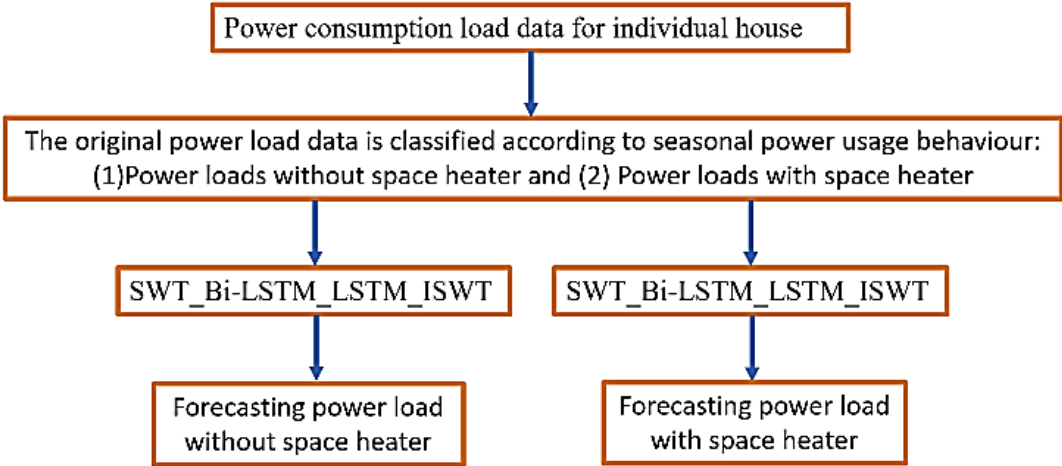 Power consumption load data for individual house
The original power load data is classified according to seasonal power usage behaviour:
(1)Power loads without space heater and (2) Power loads with space heater
SWT_Bi-LSTM_LSTM_ISWT
SWT_Bi-LSTM_LSTM_ISWT
Forecasting power load
without space heater
Forecasting power load
with space heater